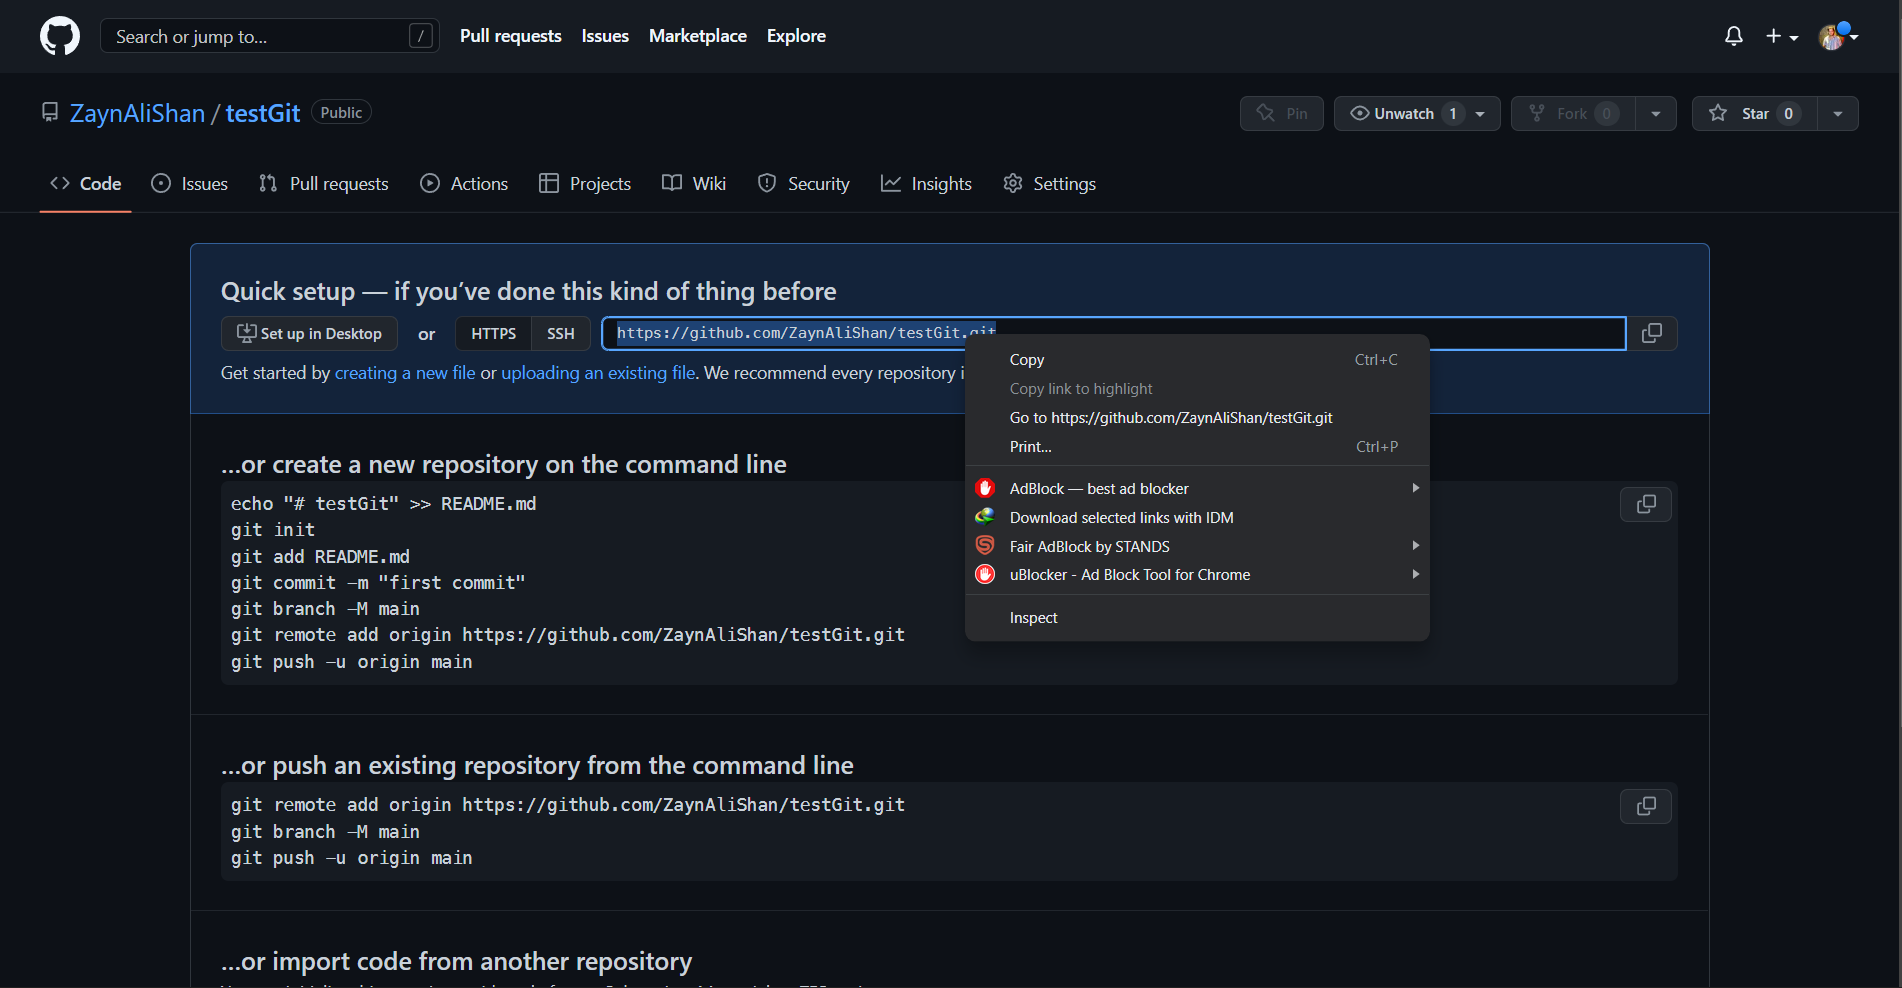 Search or jump to... /
Pull requests Issues Marketplace Explore
ZaynAliShan / testGit Public
Pin
Unwatch 1
Fork 0
Star 0
Code Issues Pull requests Actions Projects Wiki Security Insights Settings
Quick setup — if you’ve done this kind of thing before
Set up in Desktop or HTTPS SSH https://github.com/ZaynAliShan/testGit.git
Get started by creating a new file or uploading an existing file. We recommend every repository
Copy Ctrl+C
Copy link to highlight
Go to https://github.com/ZaynAliShan/testGit.git
Print... Ctrl+P
AdBlock — best ad blocker
Download selected links with IDM
Fair AdBlock by STANDS
uBlocker - Ad Block Tool for Chrome
Inspect
…or create a new repository on the command line
echo "# testGit" >> README.md
git init
git add README.md
git commit -m "first commit"
git branch -M main
git remote add origin https://github.com/ZaynAliShan/testGit.git
git push -u origin main
…or push an existing repository from the command line
git remote add origin https://github.com/ZaynAliShan/testGit.git
git branch -M main
git push -u origin main
…or import code from another repository